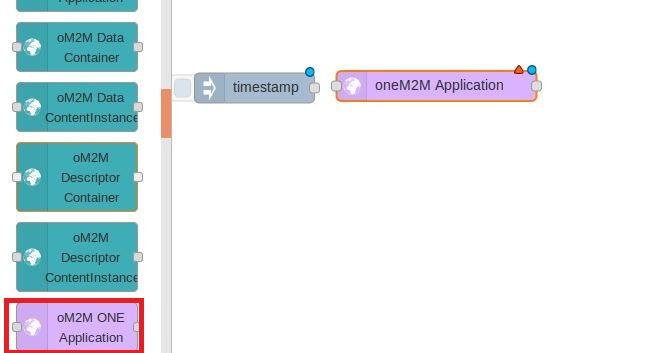 Application
oM2M Data
Container
oM2M Data
ContentInstance
oM2M
Descriptor
Container
oM2M
Descriptor
ContentInstance
oM2M ONE
Application
timestamp
oneM2M Application